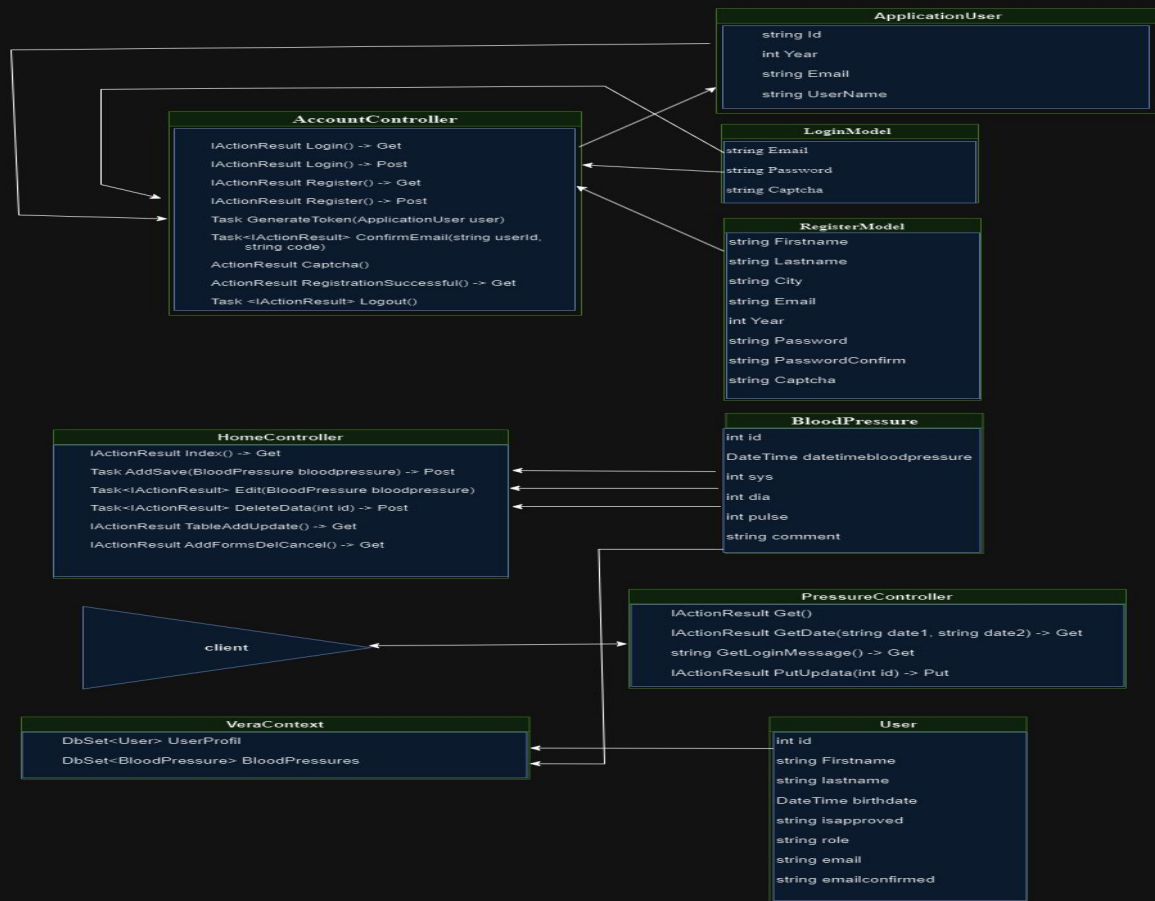 ApplicationUser
string Id
int Year
string Email
string UserName
AccountController
IActionResult Login() -> Get
IActionResult Login() -> Post
IActionResult Register() -> Get
IActionResult Register() -> Post
Task GenerateToken(ApplicationUser user)
Task<IActionResult> ConfirmEmail(string userId,
string code)
ActionResult Captcha()
ActionResult RegistrationSuccessful() -> Get
Task <IActionResult> Logout()
LoginModel
string Email
string Password
string Captcha
RegisterModel
string Firstname
string Lastname
string City
string Email
int Year
string Password
string PasswordConfirm
string Captcha
HomeController
IActionResult Index() -> Get
Task AddSave(BloodPressure bloodpressure) -> Post
Task<IActionResult> Edit(BloodPressure bloodpressure)
Task<IActionResult> DeleteData(int id) -> Post
IActionResult TableAddUpdate() -> Get
IActionResult AddFormsDelCancel() -> Get
BloodPressure
int id
DateTime datetimebloodpressure
int sys
int dia
int pulse
string comment
client
PressureController
IActionResult Get()
IActionResult GetDate(string date1, string date2) -> Get
string GetLoginMessage() -> Get
IActionResult PutUpdata(int id) -> Put
VeraContext
DbSet<User> UserProfil
DbSet<BloodPressure> BloodPressures
User
int id
string Firstname
string lastname
DateTime birthdate
string isapproved
string role
string email
string emailconfirmed